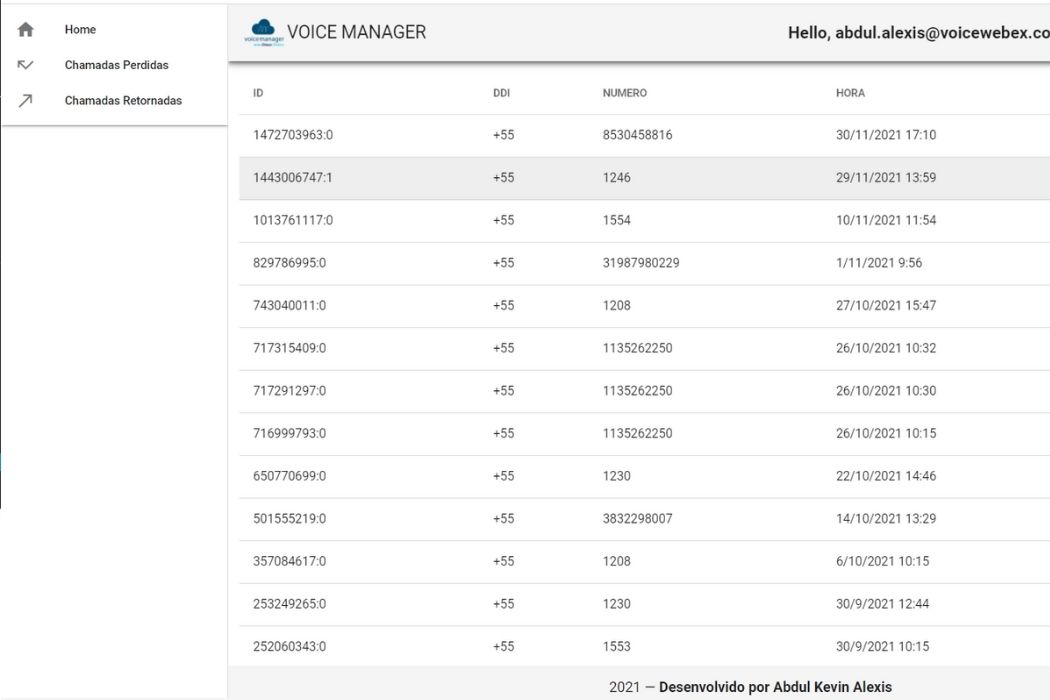 Home
Chamadas Perdidas
Chamadas Retornadas
voicemanager
VOICE MANAGER
Hello, abdul.alexis@voicewebex.co
ID DDI NUMERO HORA
1472703963:0 +55 8530458816 30/11/2021 17:10
1443006747:1 +55 1246 29/11/2021 13:59
1013761117:0 +55 1554 10/11/2021 11:54
829786995:0 +55 31987980229 1/11/2021 9:56
743040011:0 +55 1208 27/10/2021 15:47
717315409:0 +55 1135262250 26/10/2021 10:32
717291297:0 +55 1135262250 26/10/2021 10:30
716999793:0 +55 1135262250 26/10/2021 10:15
650770699:0 +55 1230 22/10/2021 14:46
501555219:0 +55 3832298007 14/10/2021 13:29
357084617:0 +55 1208 6/10/2021 10:15
253249265:0 +55 1230 30/9/2021 12:44
252060343:0 +55 1553 30/9/2021 10:15
2021 — Desenvolvido por Abdul Kevin Alexis